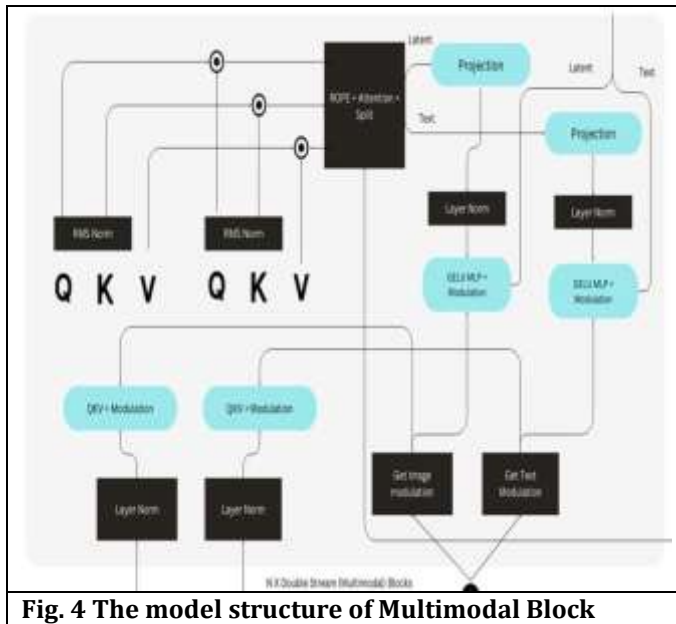 Latent
Projection
Latent
Text
ROPE + Attention +
Split
Text
Projection
Layer Norm
Layer Norm
RMS Norm
RMS Norm
Q K V Q K V
GELU MLP +
Modulation
GELU MLP +
Modulation
QKV + Modulation
QKV + Modulation
Get Image
modulation
Get Text
Modulation
Layer Norm
Layer Norm
N X Double Stream (Multimodal) Blocks
Fig. 4 The model structure of Multimodal Block